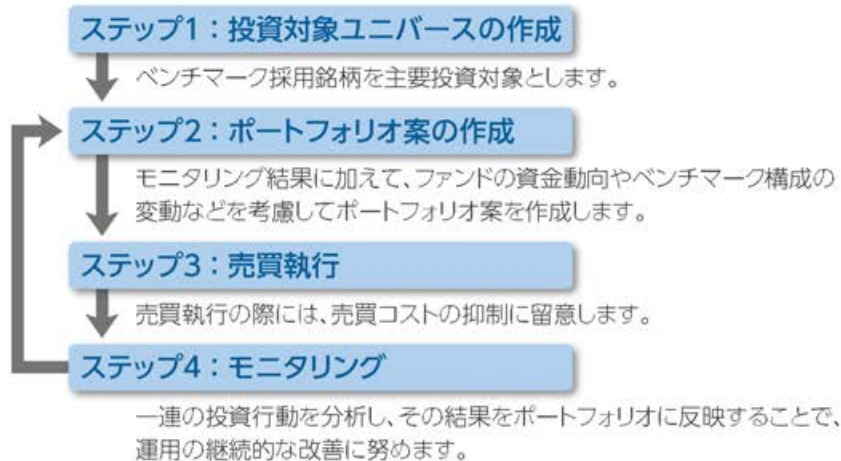 ステップ1：投資対象ユニバースの作成
ベンチマーク採用銘柄を主要投資対象とします。
ステップ2：ポートフォリオ案の作成
モニタリング結果に加えて、ファンドの資金動向やベンチマーク構成の
変動などを考慮してポートフォリオ案を作成します。
ステップ3：売買執行
売買執行の際には、売買コストの抑制に留意します。
ステップ4：モニタリング
一連の投資行動を分析し、その結果をポートフォリオに反映することで、
運用の継続的な改善に努めます。